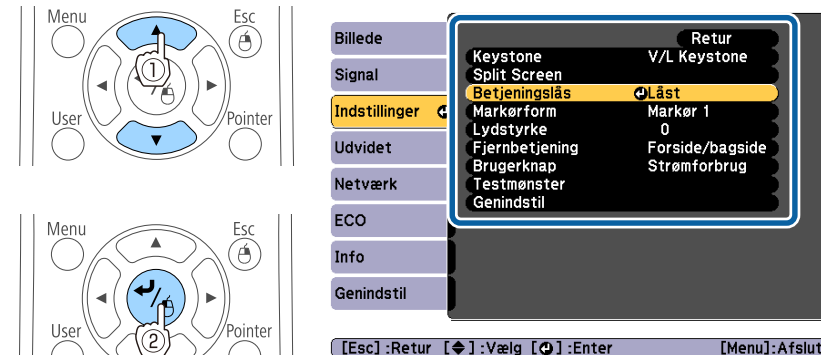 Menu
Esc
1
User
Pointer
Menu
Esc
User
Pointer
2
Billede
Signal
Indstillinger
Udvidet
Netværk
ECO
Info
Genindstil
Retur
Keystone V/L Keystone
Split Screen
Betjeningslås Låst
Markørform Markør 1
Lydstyrke 0
Fjernbetjening Forside/bagside
Brugerknap Strømforbrug
Testmønster
Genindstil
[Esc] :Retur [◆] :Vælg [⏎] :Enter [Menu]:Afslut